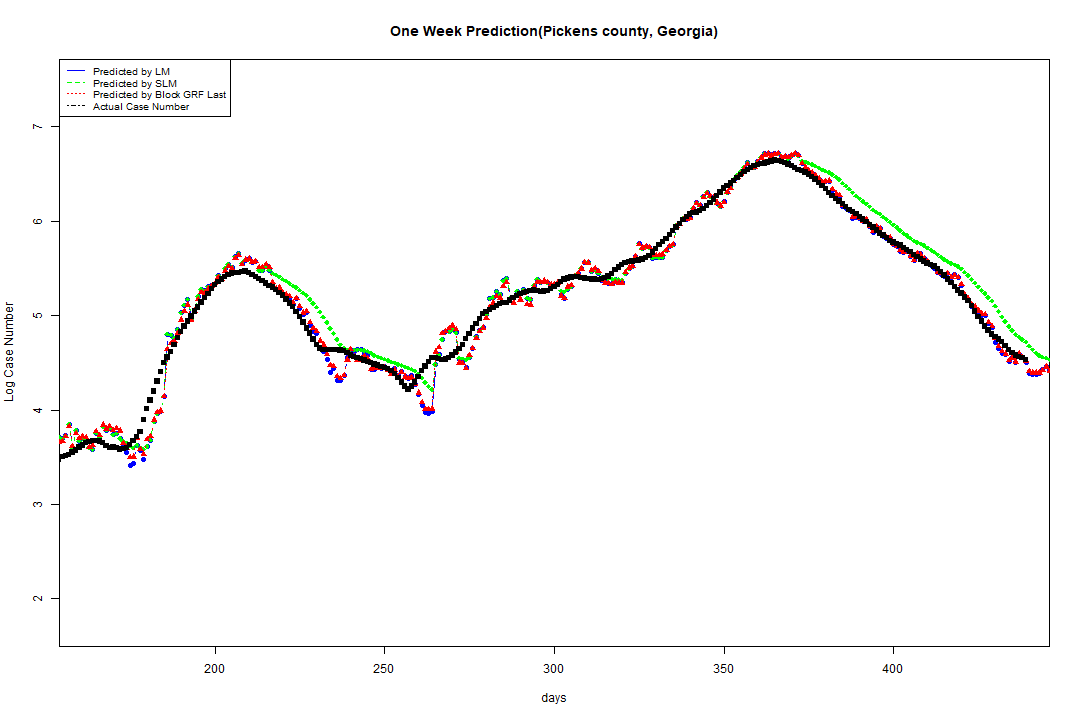 One Week Prediction(Pickens county, Georgia)
Predicted by LM
Predicted by SLM
Predicted by Block GRF Last
Actual Case Number
7
6
5
4
3
2
Log Case Number
200 250 300 350 400
days